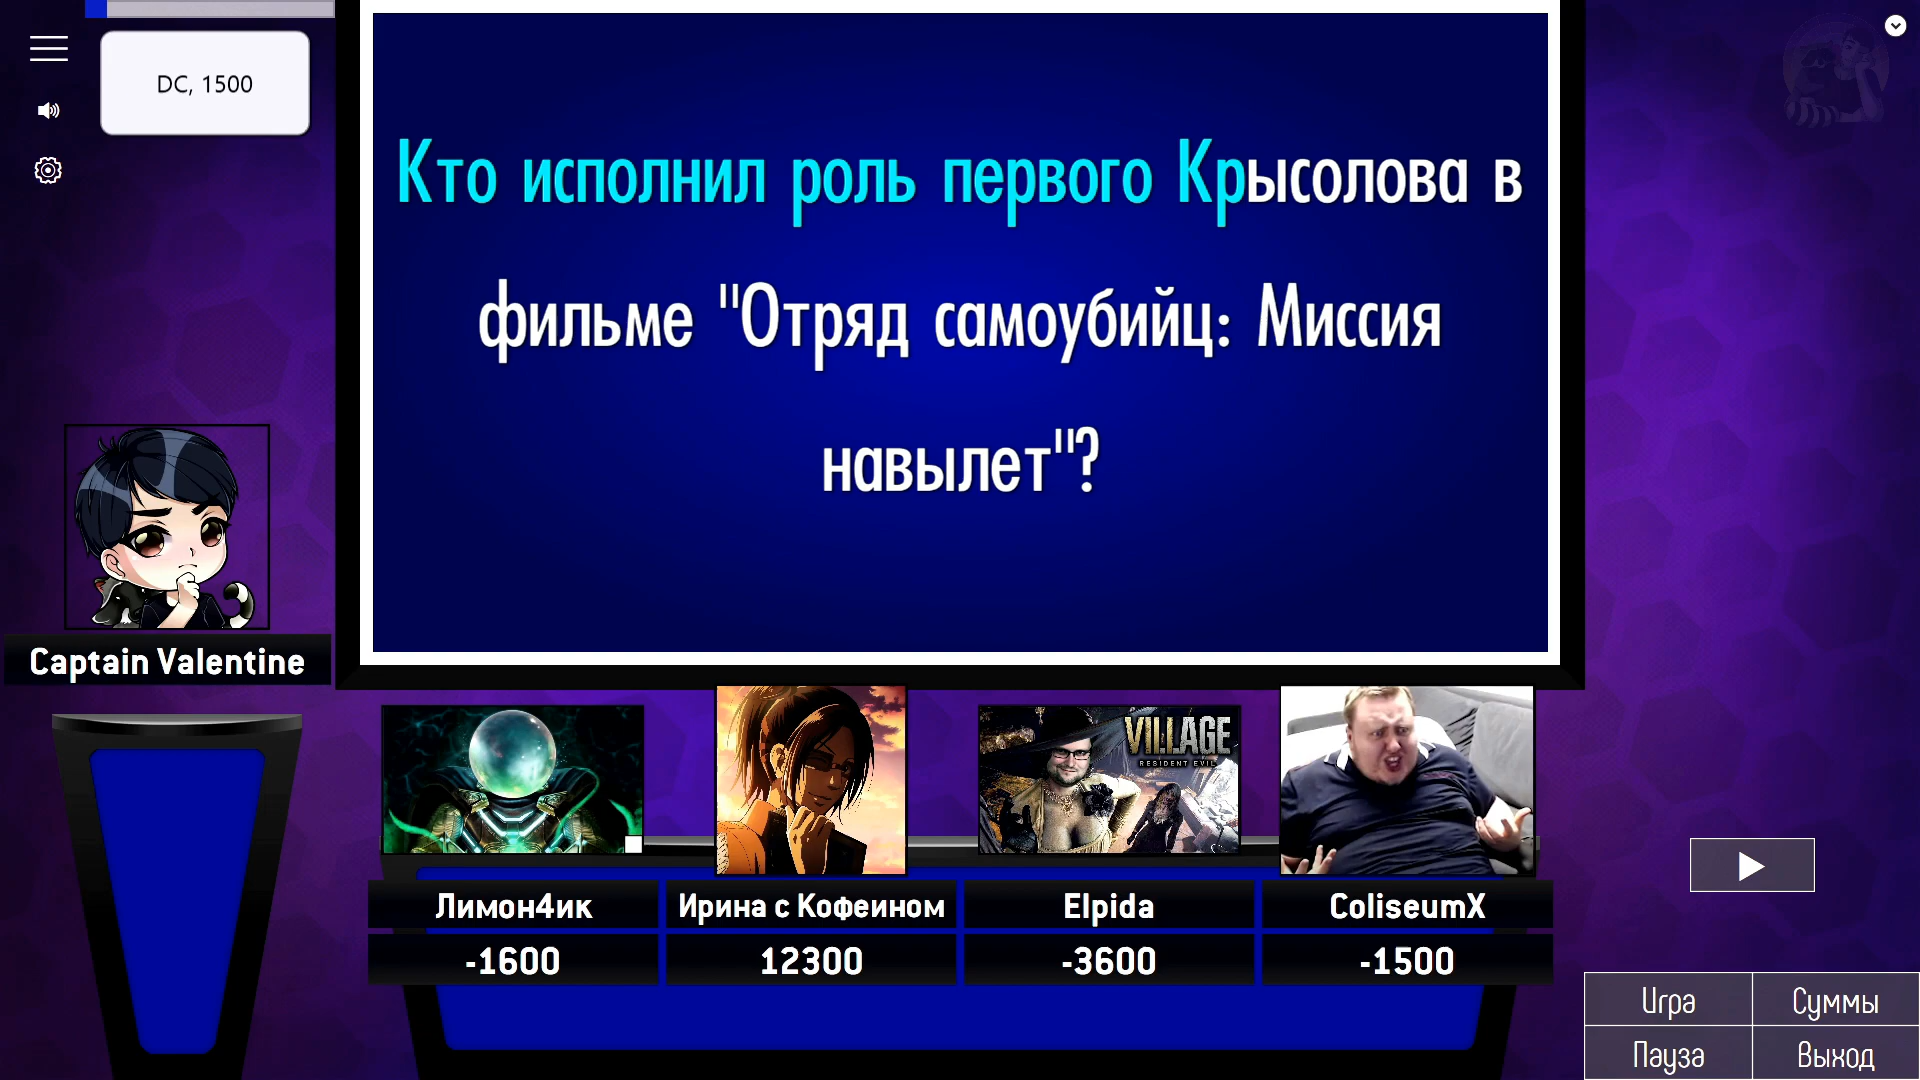 DC, 1500
Кто исполнил роль первого Крысолова в
фильме "Отряд самоубийц: Миссия
навылет"?
Captain Valentine
VILLAGE
RESIDENT EVIL
Лимон4ик
Ирина с Кофеином
Elpida
ColiseumX
-1600
12300
-3600
-1500
Игра
Суммы
Пауза
Выход